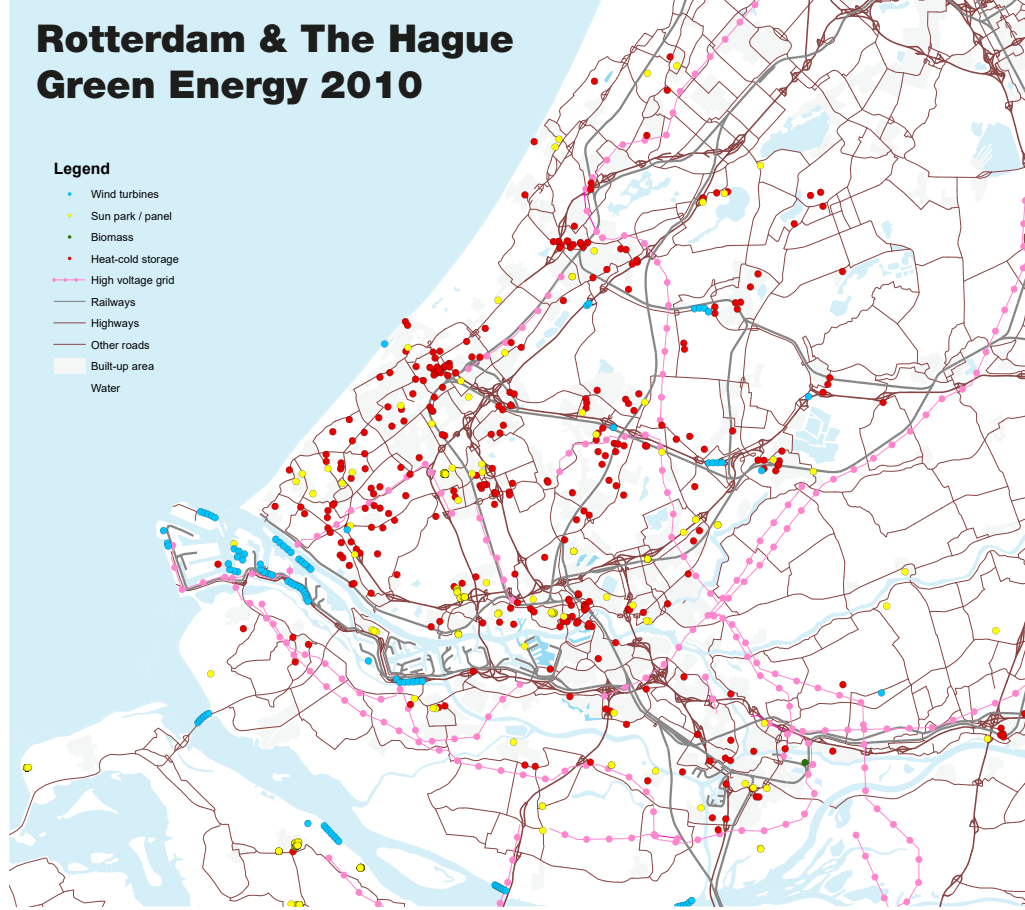 Rotterdam & The Hague
Green Energy 2010
Legend
Wind turbines
Sun park / panel
Biomass
Heat-cold storage
High voltage grid
Railways
Highways
Other roads
Built-up area
Water